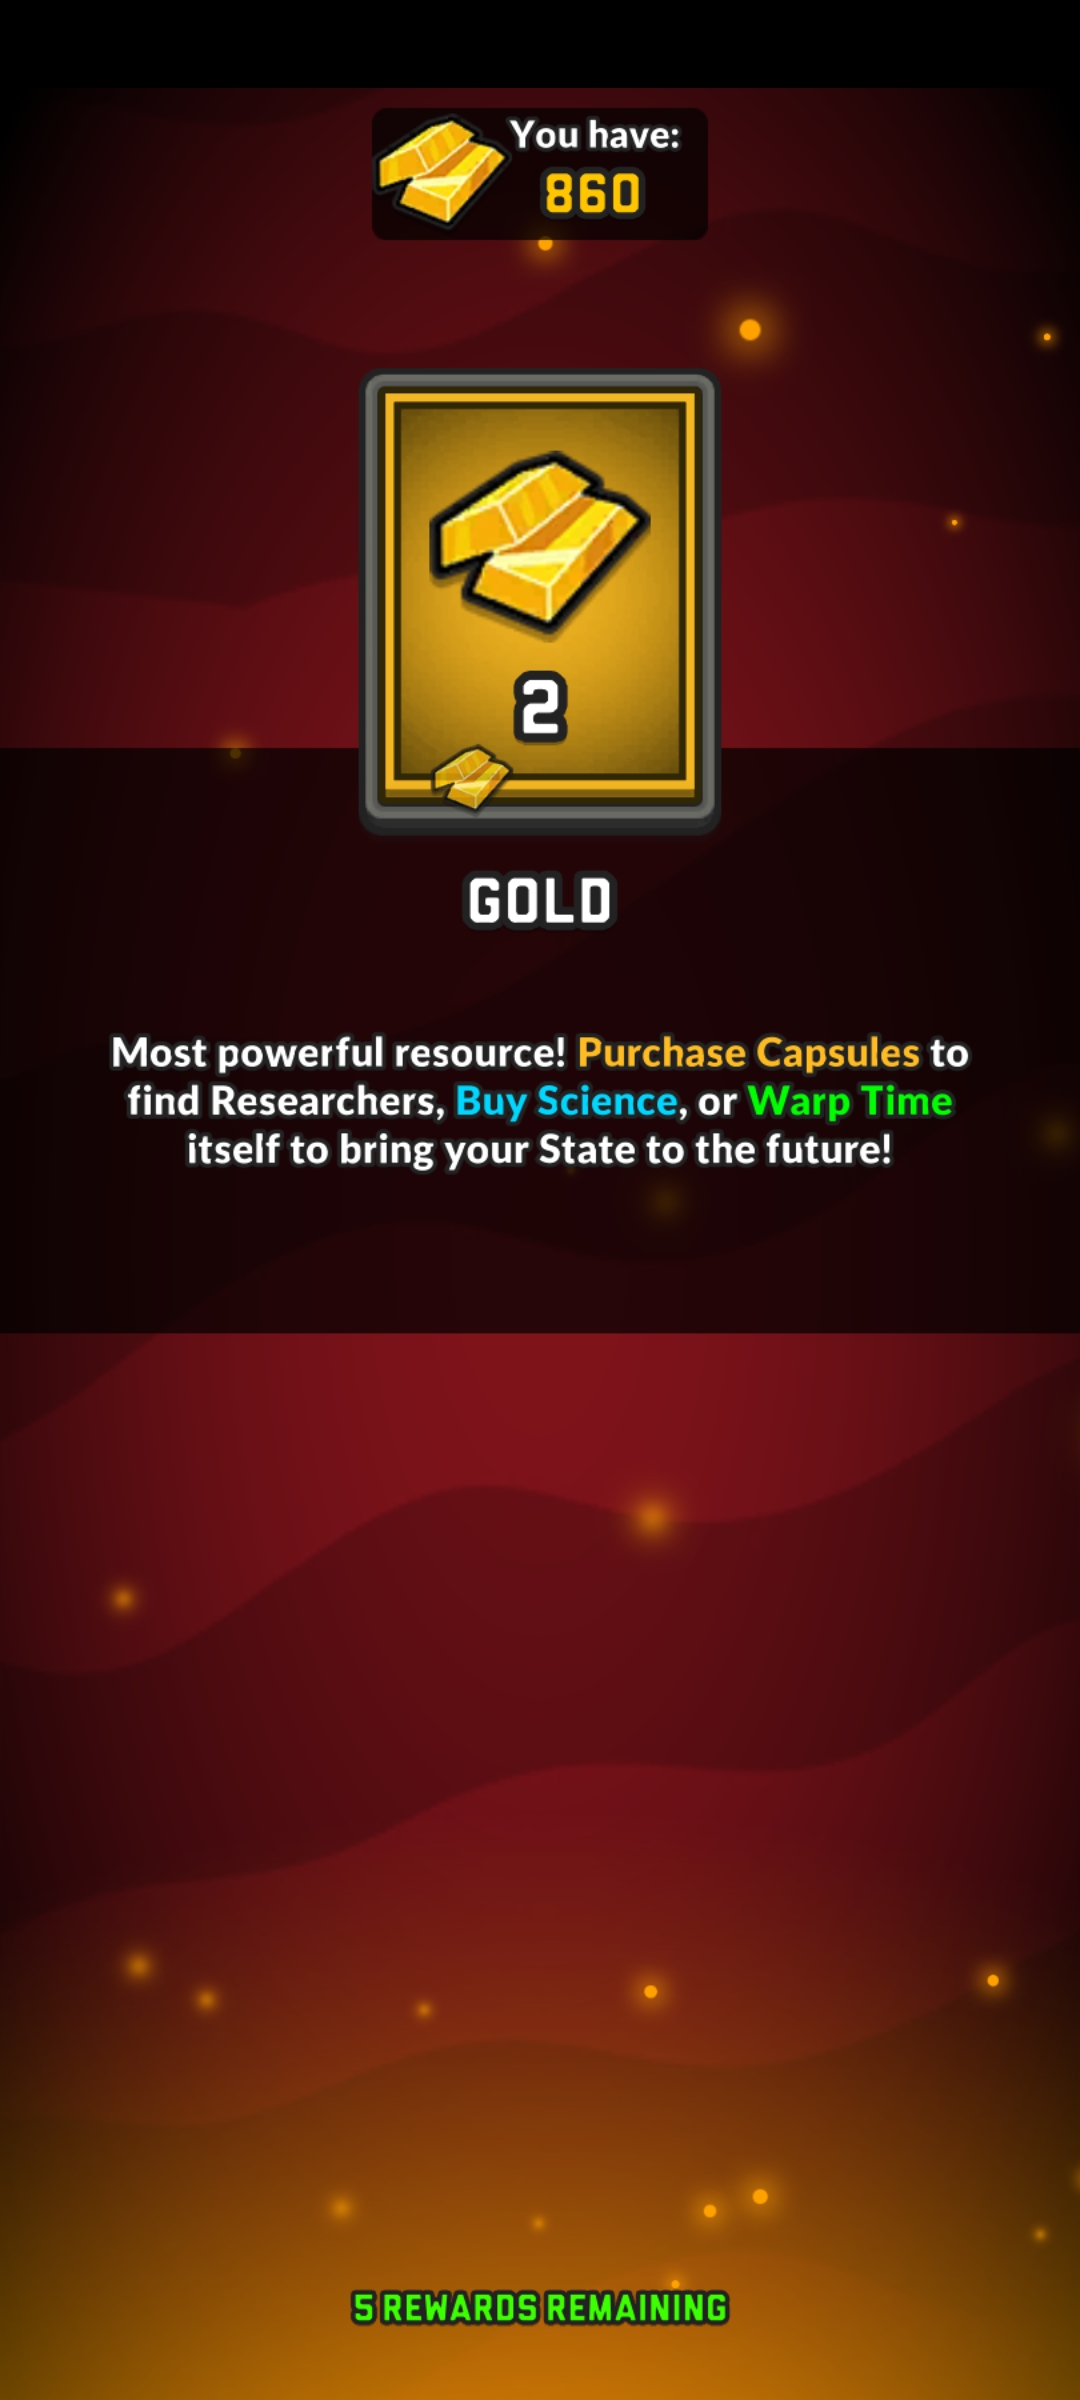 You have:
860
2
GOLD
Most powerful resource! Purchase Capsules to
find Researchers, Buy Science, or Warp Time
itself to bring your State to the future!
5 REWARDS REMAINING